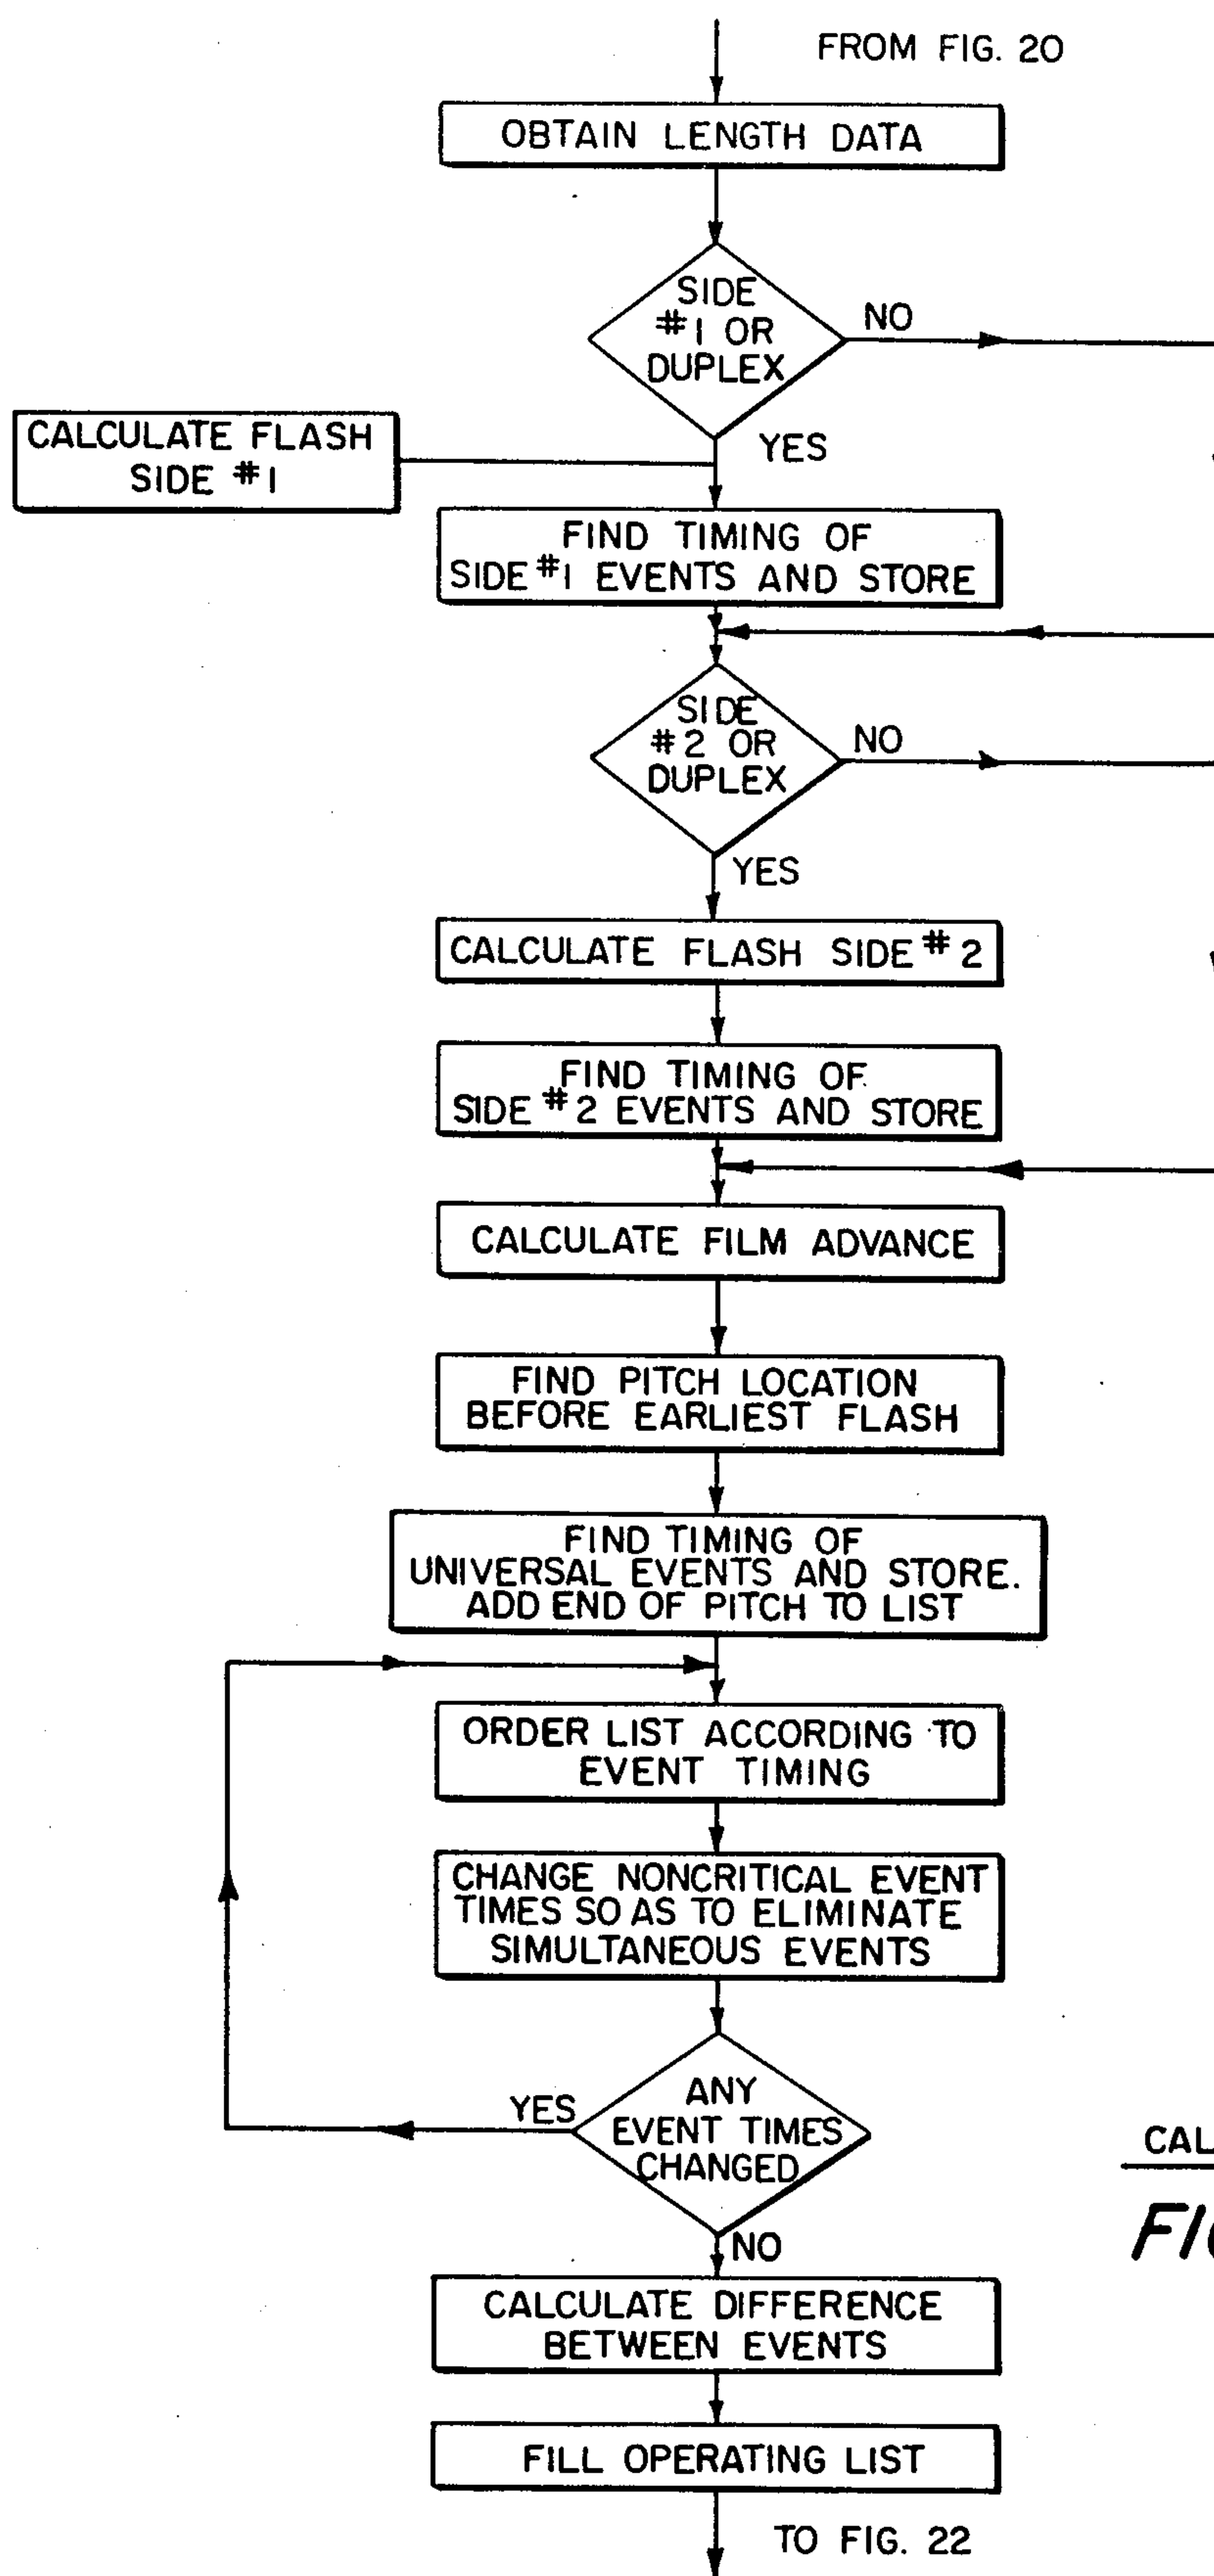 FROM FIG. 20
OBTAIN LENGTH DATA
SIDE
#1 OR
DUPLEX
NO
YES
CALCULATE FLASH
SIDE #1
FIND TIMING OF
SIDE #1 EVENTS AND STORE
SIDE
#2 OR
DUPLEX
NO
YES
CALCULATE FLASH SIDE #2
FIND TIMING OF
SIDE #2 EVENTS AND STORE
CALCULATE FILM ADVANCE
FIND PITCH LOCATION
BEFORE EARLIEST FLASH
FIND TIMING OF
UNIVERSAL EVENTS AND STORE.
ADD END OF PITCH TO LIST
ORDER LIST ACCORDING TO
EVENT TIMING
CHANGE NONCRITICAL EVENT
TIMES SO AS TO ELIMINATE
SIMULTANEOUS EVENTS
ANY
EVENT TIMES
CHANGED
YES
NO
CAL
CALCULATE DIFFERENCE
BETWEEN EVENTS
FILL OPERATING LIST
TO FIG. 22